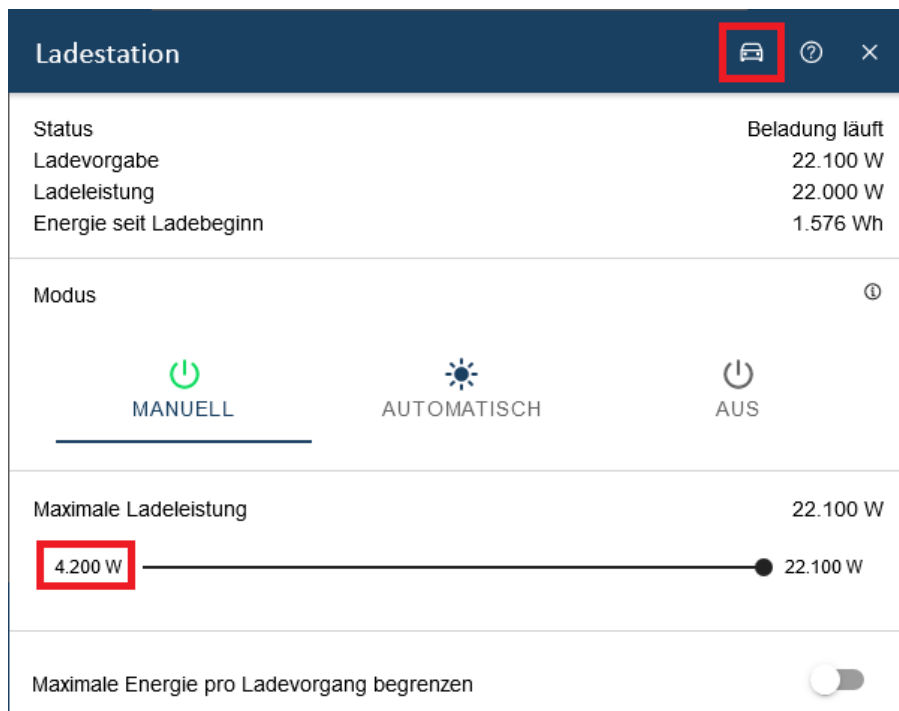 Ladestation
Status Beladung läuft
Ladevorgabe 22.100 W
Ladeleistung 22.000 W
Energie seit Ladebeginn 1.576 Wh
Modus
MANUELL AUTOMATISCH AUS
Maximale Ladeleistung 22.100 W
4.200 W 22.100 W
Maximale Energie pro Ladevorgang begrenzen